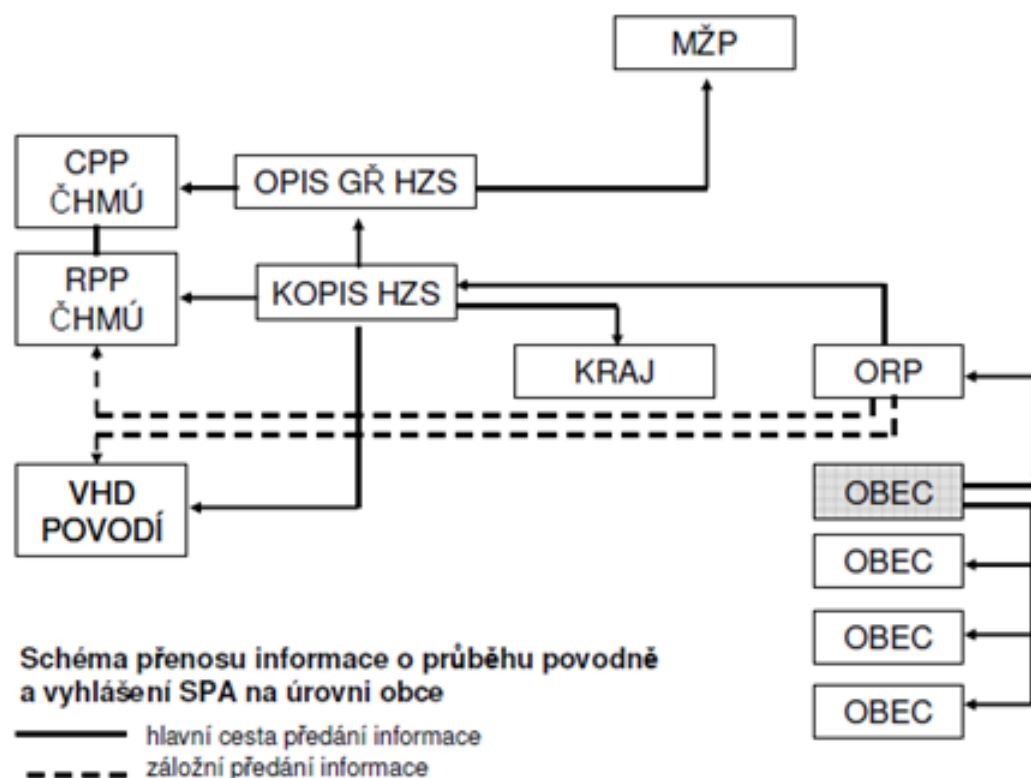 MŽP
CPP
ČHMÚ
OPIS GŘ HZS
RPP
ČHMÚ
KOPIS HZS
KRAJ
ORP
VHD
POVODÍ
OBEC
OBEC
OBEC
OBEC
Schéma přenosu informace o průběhu povodně
a vyhlášení SPA na úrovni obce
hlavní cesta předání informace
záložní předání informace